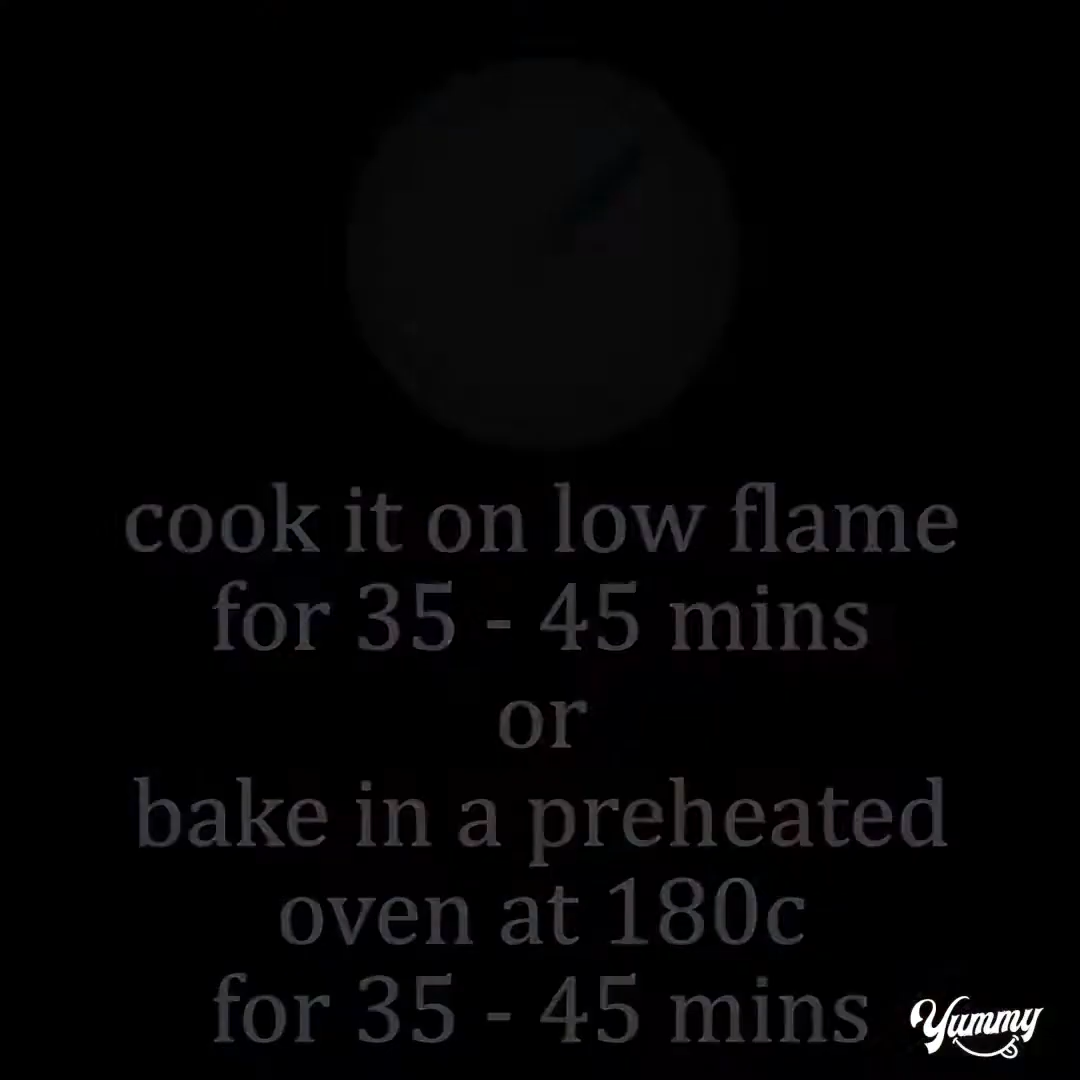 cook it on low flame
for 35 - 45 mins
or
bake in a preheated
oven at 180c
for 35 - 45 mins
Yummy